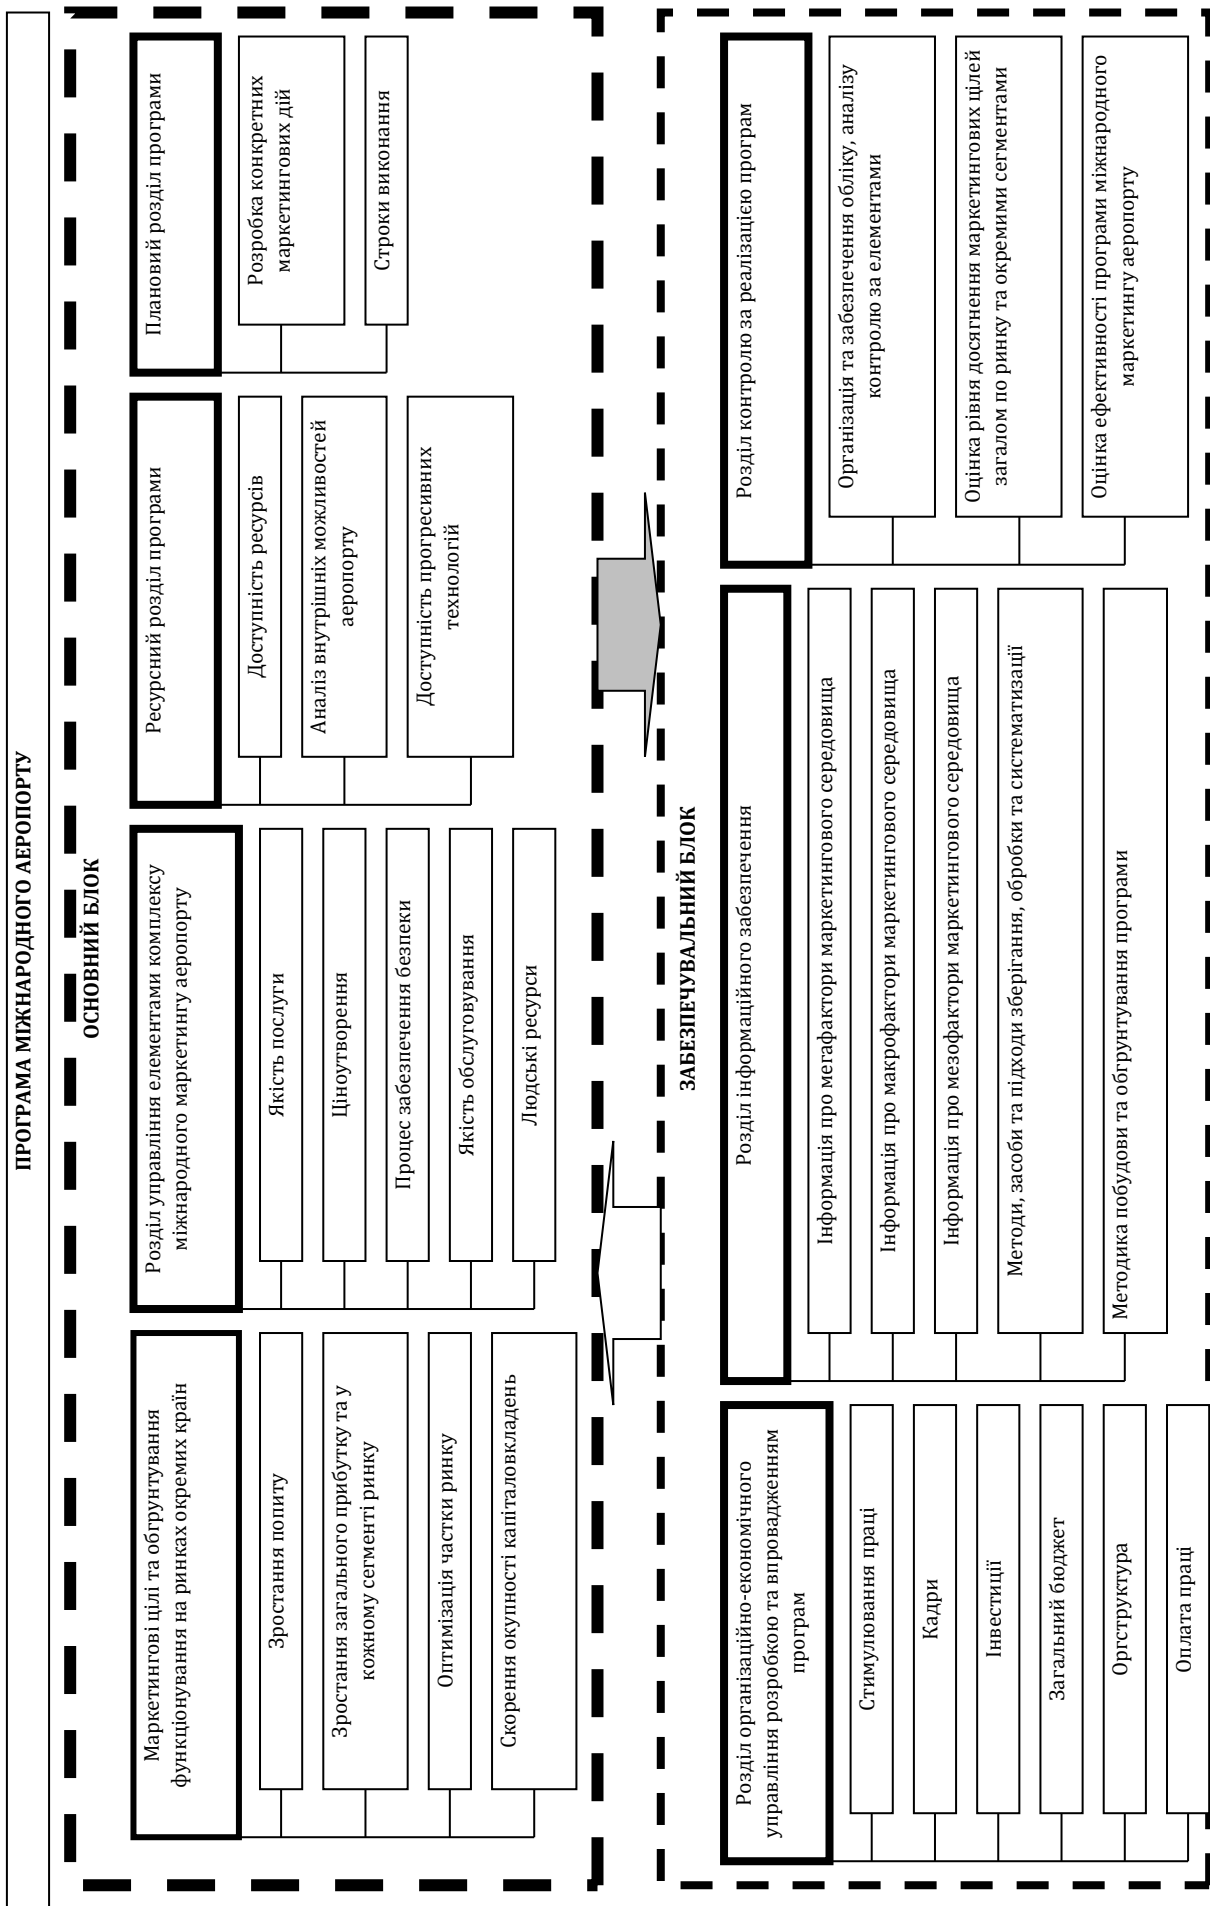 ПРОГРАМА МІЖНАРОДНОГО АЕРОПОРТУ
ОСНОВНИЙ БЛОК
Маркетингові цілі та обгрунтування
функціонування на ринках окремих країн
Зростання попиту
Зростання загального прибутку та у
кожному сегменті ринку
Оптимізація частки ринку
Скорення окупності капіталовкладень
Розділ управління елементами комплексу
міжнародного маркетингу аеропорту
Якість послуги
Ціноутворення
Процес забезпечення безпеки
Якість обслуговування
Людські ресурси
Ресурсний розділ програми
Доступність ресурсів
Аналіз внутрішніх можливостей
аеропорту
Доступність прогресивних
технологій
Плановий розділ програми
Розробка конкретних
маркетингових дій
Строки виконання
ЗАБЕЗПЕЧУВАЛЬНИЙ БЛОК
Розділ організаційно-економічного
управління розробкою та впровадженням
програм
Стимулювання праці
Кадри
Інвестиції
Загальний бюджет
Оргструктура
Оплата праці
Розділ інформаційного забезпечення
Інформація про метафактори маркетингового середовища
Інформація про макрофактори маркетингового середовища
Інформація про мезофактори маркетингового середовища
Методи, засоби та підходи зберігання, обробки та систематизації
Методика побудови та обгрунтування програми
Розділ контролю за реалізацією програм
Організація та забезпечення обліку, аналізу
контролю за елементами
Оцінка рівня досягнення маркетингових цілей
загалом по ринку та окремими сегментами
Оцінка ефективності програми міжнародного
маркетингу аеропорту